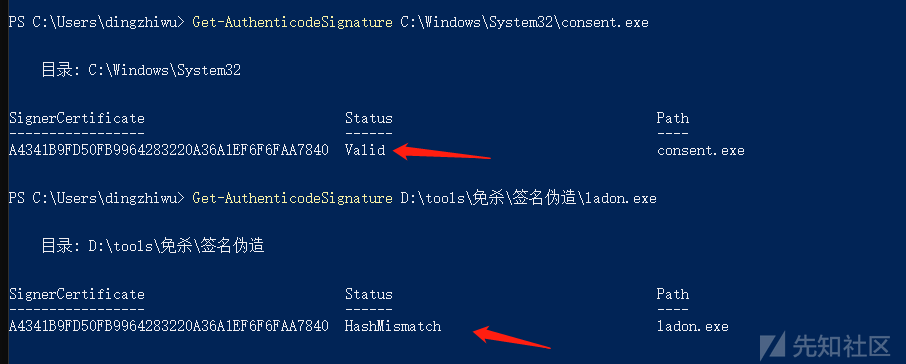 PS C:\Users\dingzhiwu> Get-AuthenticodeSignature C:\Windows\System32\consent.exe
目录: C:\Windows\System32
SignerCertificate Status Path
----------------- ------ ----
A4341B9FD50FB9964283220A36A1EF6F6FAA7840 Valid consent.exe
PS C:\Users\dingzhiwu> Get-AuthenticodeSignature D:\tools\免杀\签名伪造\ladon.exe
目录: D:\tools\免杀\签名伪造
SignerCertificate Status Path
----------------- ------ ----
A4341B9FD50FB9964283220A36A1EF6F6FAA7840 HashMismatch ladon.exe
先知社区